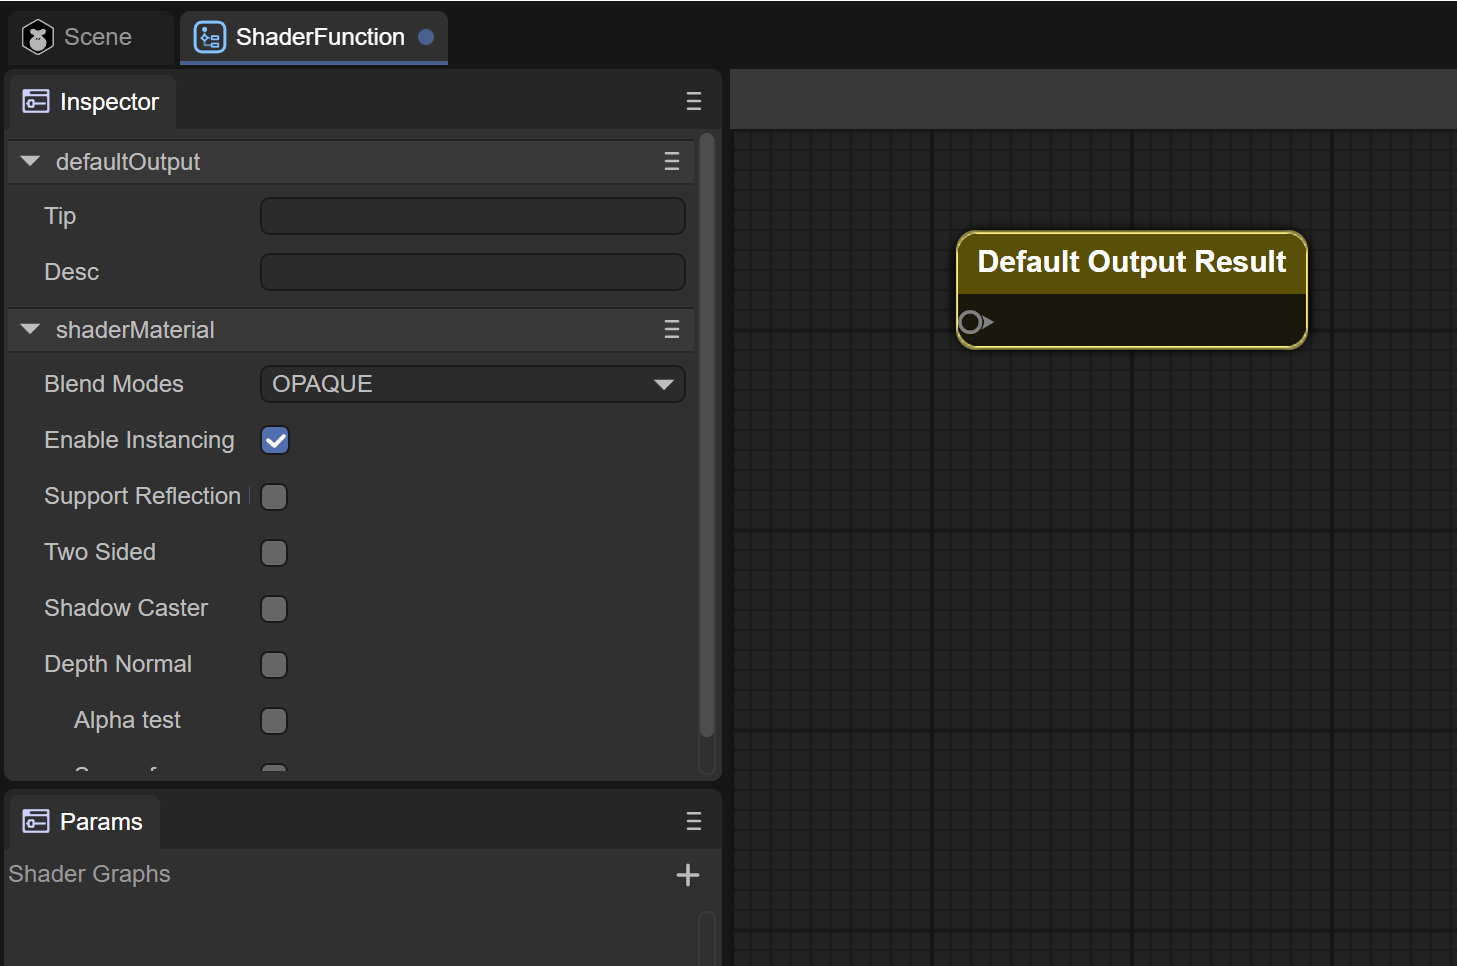 Scene
ShaderFunction
Inspector
defaultOutput
Tip
Desc
shaderMaterial
Blend Modes
OPAQUE
Enable Instancing
Support Reflection
Two Sided
Shadow Caster
Depth Normal
Alpha test
Params
Shader Graphs
Default Output Result